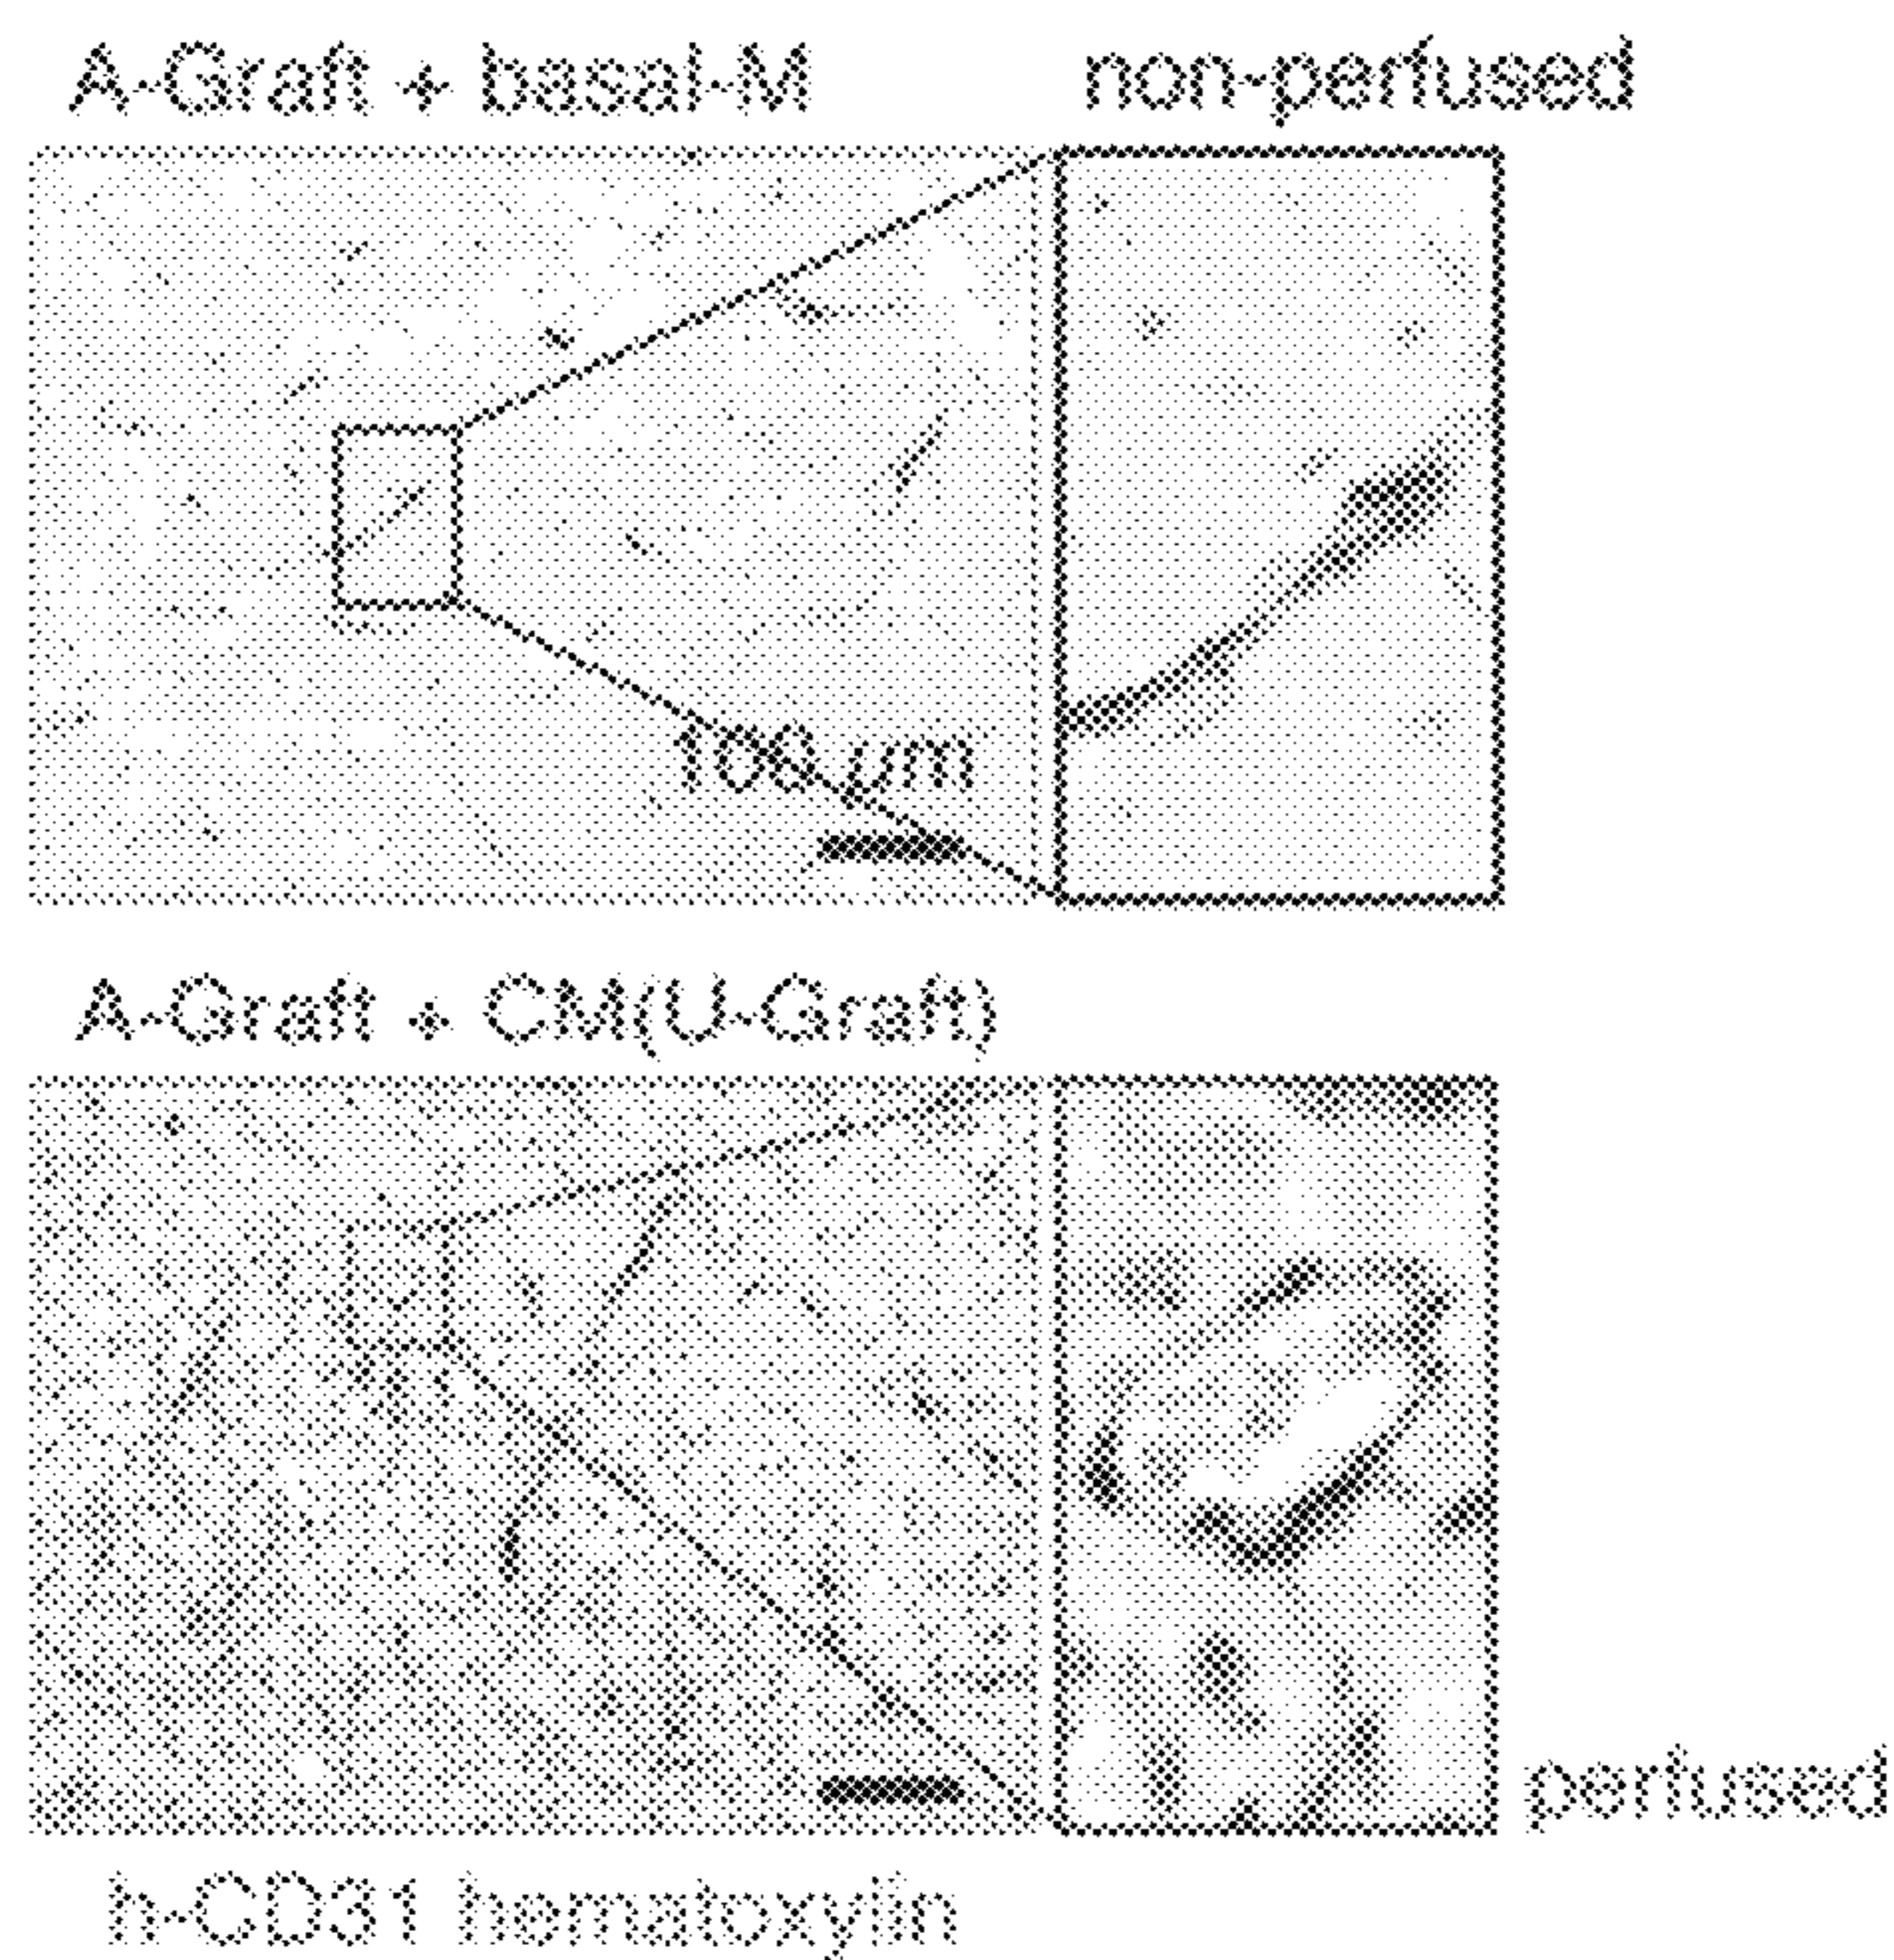 A-Graft + basal-M
non-perfused
100 µm
A-Graft + CM(U-Graft)
perfused
h-CD31 hematoxylin